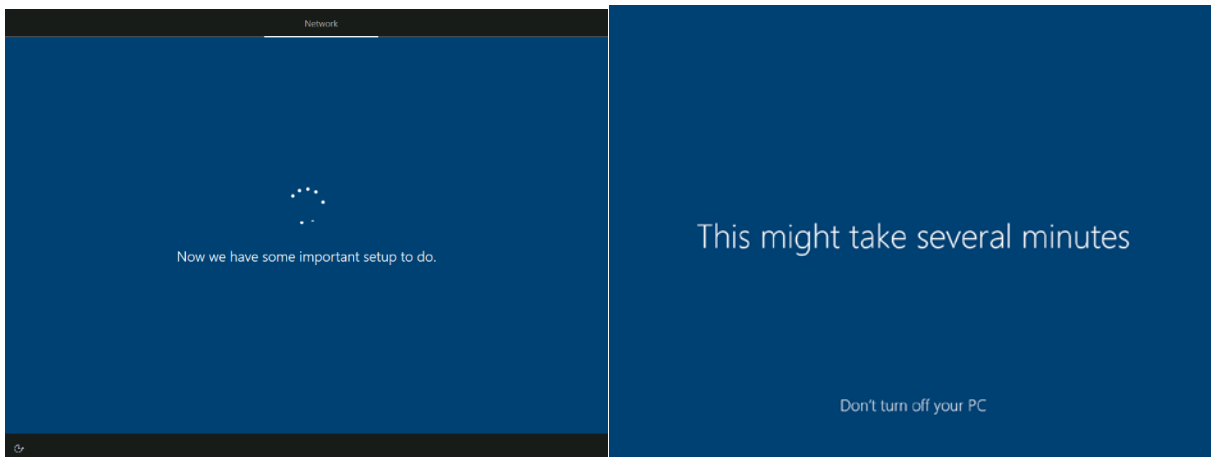 Network
Now we have some important setup to do.
This might take several minutes
Don't turn off your PC